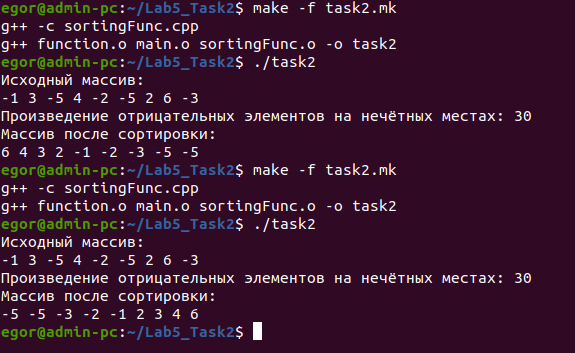 egor@admin-pc:~/Lab5_Task2$ make -f task2.mk
g++ -c sortingFunc.cpp
g++ function.o main.o sortingFunc.o -o task2
egor@admin-pc:~/Lab5_Task2$ ./task2
Исходный массив:
-1 3 -5 4 -2 -5 2 6 -3
Произведение отрицательных элементов на нечётных местах: 30
Массив после сортировки:
6 4 3 2 -1 -2 -3 -5 -5
egor@admin-pc:~/Lab5_Task2$ make -f task2.mk
g++ -c sortingFunc.cpp
g++ function.o main.o sortingFunc.o -o task2
egor@admin-pc:~/Lab5_Task2$ ./task2
Исходный массив:
-1 3 -5 4 -2 -5 2 6 -3
Произведение отрицательных элементов на нечётных местах: 30
Массив после сортировки:
-5 -5 -3 -2 -1 2 3 4 6
egor@admin-pc:~/Lab5_Task2$